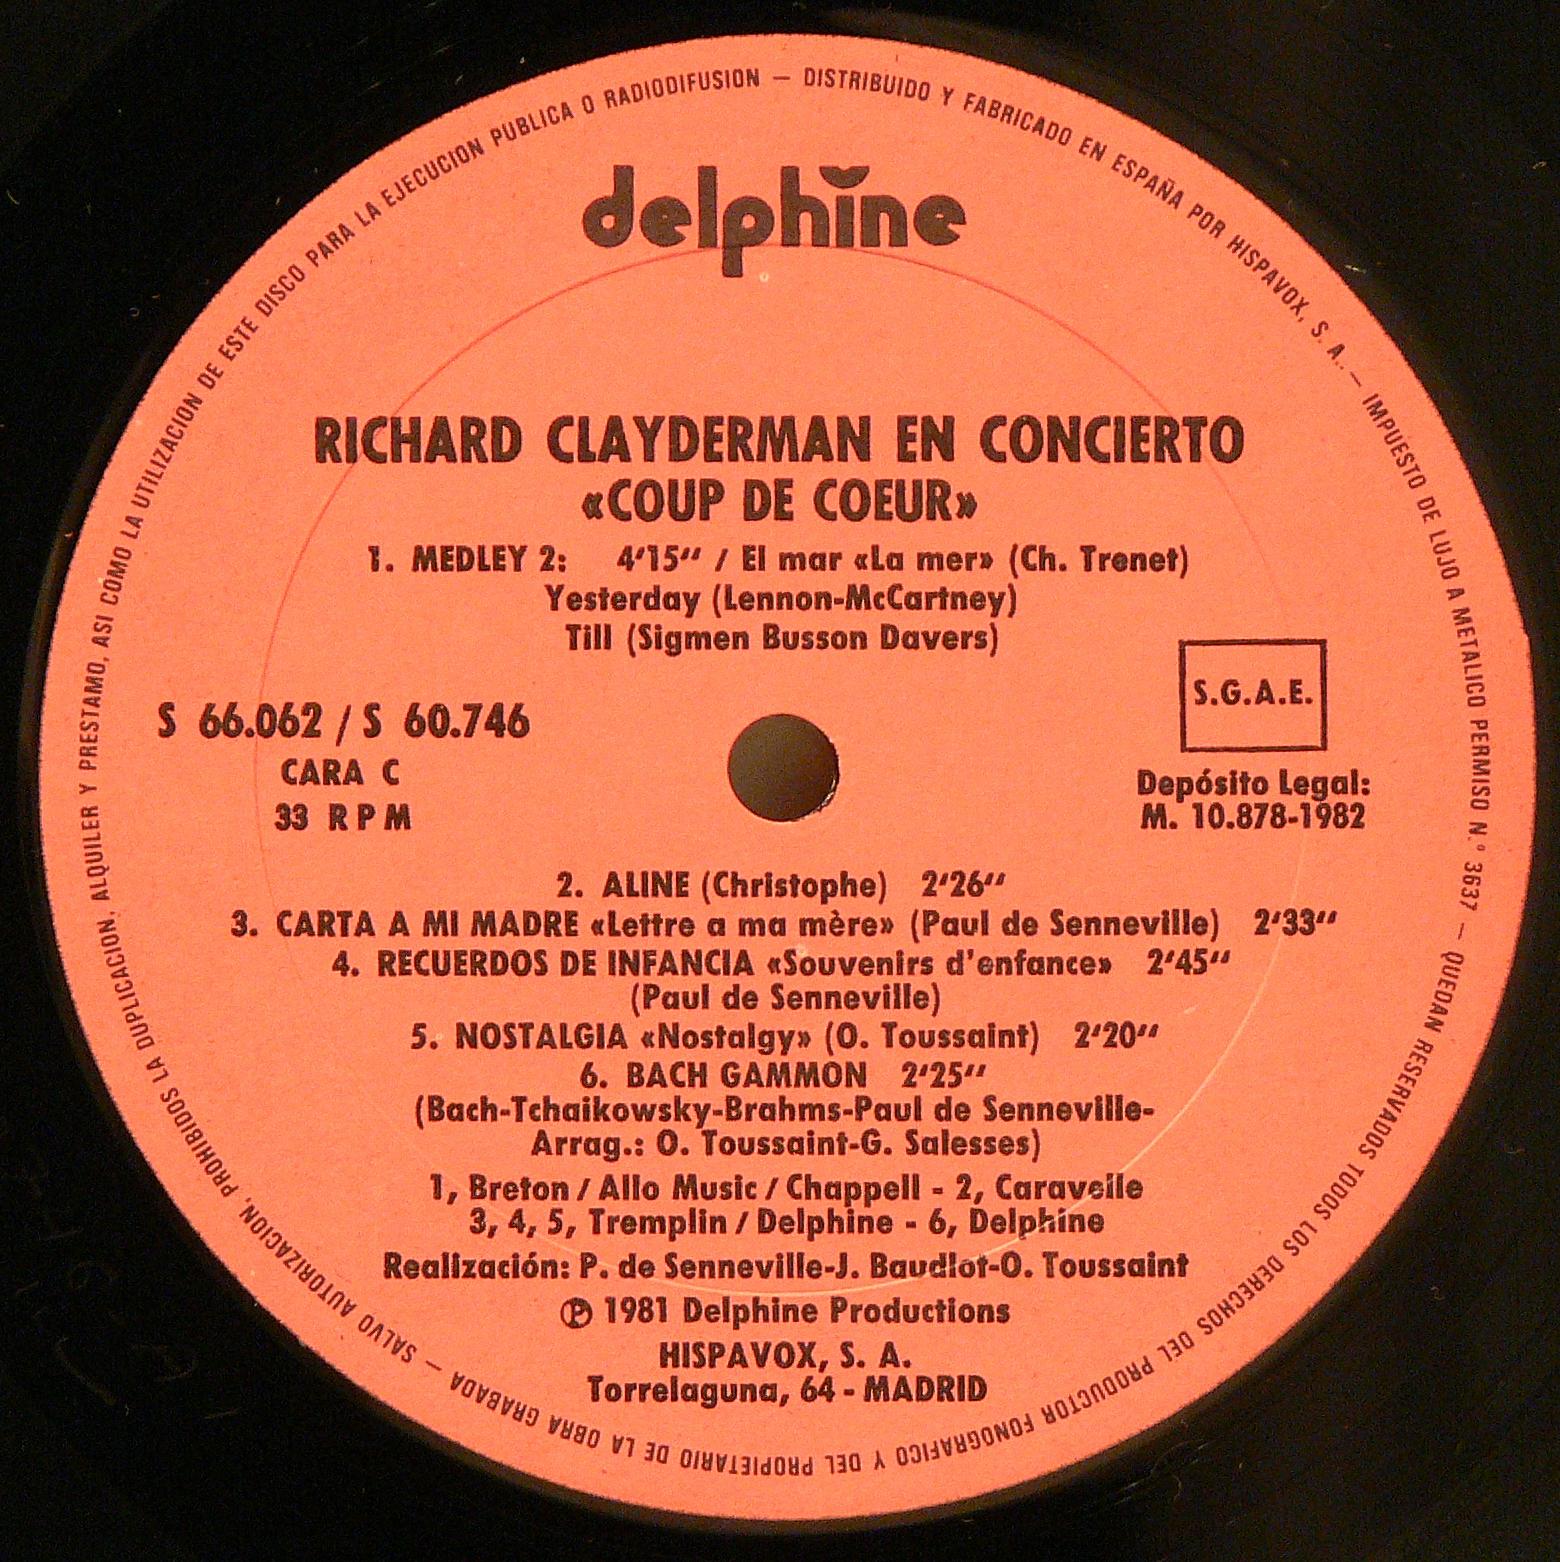 delphine
RICHARD CLAYDERMAN EN CONCIERTO
«COUP DE COEUR»
1. MEDLEY 2: 4'15" / El mar «La mer» (Ch. Trenet)
Yesterday (Lennon-McCartney)
Till (Sigmen Busson Davers)
S 66.062 / S 60.746
CARA C
33 RPM
S.G.A.E.
Depósito Legal:
M. 10.878-1982
2. ALINE (Christophe) 2'26"
3. CARTA A MI MADRE «Lettre a ma mère» (Paul de Senneville) 2'33"
4. RECUERDOS DE INFANCIA «Souvenirs d'enfance» 2'45"
(Paul de Senneville)
5. NOSTALGIA «Nostalgy» (O. Toussaint) 2'20"
6. BACH GAMMON 2'25"
(Bach-Tchaikowsky-Brahms-Paul de Senneville-
Arrag.: O. Toussaint-G. Salesses)
1, Breton / Allo Music / Chappell - 2, Caravelle
3, 4, 5, Tremplin / Delphine - 6, Delphine
Realización: P. de Senneville-J. Baudlot-O. Toussaint
℗ 1981 Delphine Productions
HISPAVOX, S. A.
Torrelaguna, 64 - MADRID
DISTRIBUIDO Y FABRICADO EN ESPAÑA POR HISPAVOX, S. A.. — IMPUESTO DE LUJO A METALICO PERMISO N.º 3637 — QUEDAN RESERVADOS TODOS LOS DERECHOS DEL PRODUCTOR FONOGRAFICO Y DEL PROPIETARIO DE LA OBRA GRABADA — SALVO AUTORIZACION, PROHIBIDOS LA DUPLICACION, ALQUILER Y PRESTAMO, ASI COMO LA UTILIZACION DE ESTE DISCO PARA LA EJECUCION PUBLICA O RADIODIFUSION —